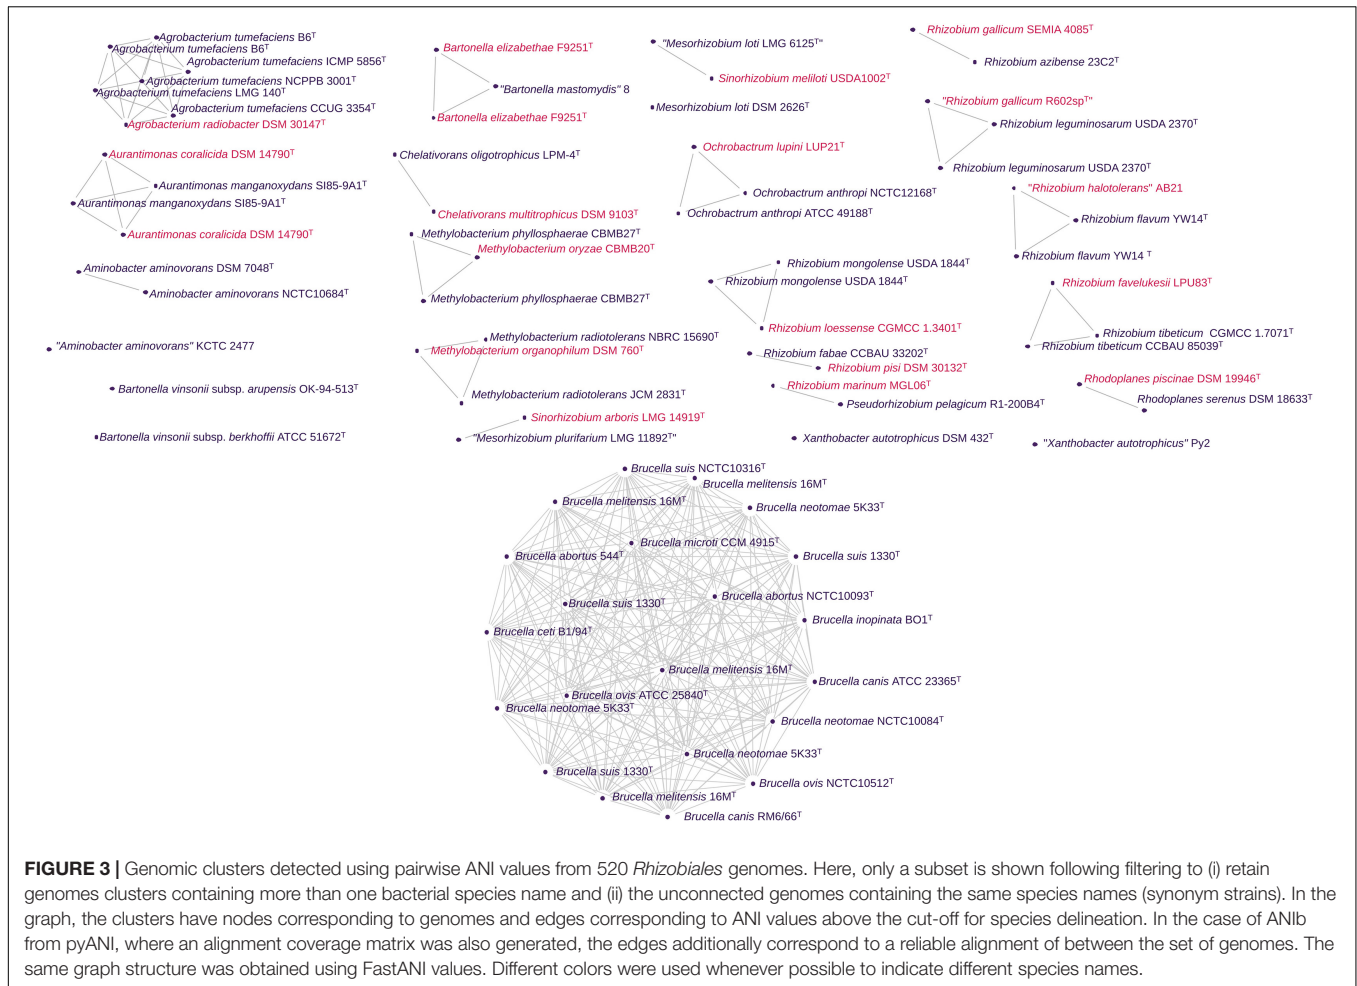 Agrobacterium tumefaciens B6ᵀ
Agrobacterium tumefaciens B6ᵀ
Agrobacterium tumefaciens ICMP 5856ᵀ
Agrobacterium tumefaciens NCPPB 3001ᵀ
Agrobacterium tumefaciens LMG 140ᵀ
Agrobacterium tumefaciens CCUG 3354ᵀ
Agrobacterium radiobacter DSM 30147ᵀ
Bartonella elizabethae F9251ᵀ
"Bartonella mastomydis" 8
Bartonella elizabethae F9251ᵀ
"Mesorhizobium loti LMG 6125ᵀ"
Sinorhizobium meliloti USDA1002ᵀ
Mesorhizobium loti DSM 2626ᵀ
Rhizobium gallicum SEMIA 4085ᵀ
Rhizobium azibense 23C2ᵀ
"Rhizobium gallicum R602spᵀ"
Rhizobium leguminosarum USDA 2370ᵀ
Rhizobium leguminosarum USDA 2370ᵀ
Aurantimonas coralicida DSM 14790ᵀ
Aurantimonas manganoxydans SI85-9A1ᵀ
Aurantimonas manganoxydans SI85-9A1ᵀ
Aurantimonas coralicida DSM 14790ᵀ
Chelativorans oligotrophicus LPM-4ᵀ
Chelativorans multitrophicus DSM 9103ᵀ
Ochrobactrum lupini LUP21ᵀ
Ochrobactrum anthropi NCTC12168ᵀ
Ochrobactrum anthropi ATCC 49188ᵀ
"Rhizobium halotolerans" AB21
Rhizobium flavum YW14ᵀ
Rhizobium flavum YW14 ᵀ
Methylobacterium phyllosphaerae CBMB27ᵀ
Methylobacterium oryzae CBMB20ᵀ
Methylobacterium phyllosphaerae CBMB27ᵀ
Aminobacter aminovorans DSM 7048ᵀ
Aminobacter aminovorans NCTC10684ᵀ
Rhizobium mongolense USDA 1844ᵀ
Rhizobium mongolense USDA 1844ᵀ
Rhizobium loessense CGMCC 1.3401ᵀ
Rhizobium favelukesii LPU83ᵀ
Rhizobium tibeticum CGMCC 1.7071ᵀ
Rhizobium tibeticum CCBAU 85039ᵀ
"Aminobacter aminovorans" KCTC 2477
Methylobacterium radiotolerans NBRC 15690ᵀ
Methylobacterium organophilum DSM 760ᵀ
Methylobacterium radiotolerans JCM 2831ᵀ
Rhizobium fabae CCBAU 33202ᵀ
Rhizobium pisi DSM 30132ᵀ
Rhizobium marinum MGL06ᵀ
Pseudorhizobium pelagicum R1-200B4ᵀ
Rhodoplanes piscinae DSM 19946ᵀ
Rhodoplanes serenus DSM 18633ᵀ
Bartonella vinsonii subsp. arupensis OK-94-513ᵀ
Sinorhizobium arboris LMG 14919ᵀ
Bartonella vinsonii subsp. berkhoffii ATCC 51672ᵀ
"Mesorhizobium plurifarium LMG 11892ᵀ"
Xanthobacter autotrophicus DSM 432ᵀ
"Xanthobacter autotrophicus" Py2
Brucella suis NCTC10316ᵀ
Brucella melitensis 16Mᵀ
Brucella melitensis 16Mᵀ
Brucella neotomae 5K33ᵀ
Brucella microti CCM 4915ᵀ
Brucella abortus 544ᵀ
Brucella suis 1330ᵀ
Brucella abortus NCTC10093ᵀ
Brucella suis 1330ᵀ
Brucella inopinata BO1ᵀ
Brucella ceti B1/94ᵀ
Brucella melitensis 16Mᵀ
Brucella canis ATCC 23365ᵀ
Brucella ovis ATCC 25840ᵀ
Brucella neotomae 5K33ᵀ
Brucella neotomae NCTC10084ᵀ
Brucella neotomae 5K33ᵀ
Brucella suis 1330ᵀ
Brucella ovis NCTC10512ᵀ
Brucella melitensis 16Mᵀ
Brucella canis RM6/66ᵀ
FIGURE 3 | Genomic clusters detected using pairwise ANI values from 520 Rhizobiales genomes. Here, only a subset is shown following filtering to (i) retain
genomes clusters containing more than one bacterial species name and (ii) the unconnected genomes containing the same species names (synonym strains). In the
graph, the clusters have nodes corresponding to genomes and edges corresponding to ANI values above the cut-off for species delineation. In the case of ANIb
from pyANI, where an alignment coverage matrix was also generated, the edges additionally correspond to a reliable alignment of between the set of genomes. The
same graph structure was obtained using FastANI values. Different colors were used whenever possible to indicate different species names.